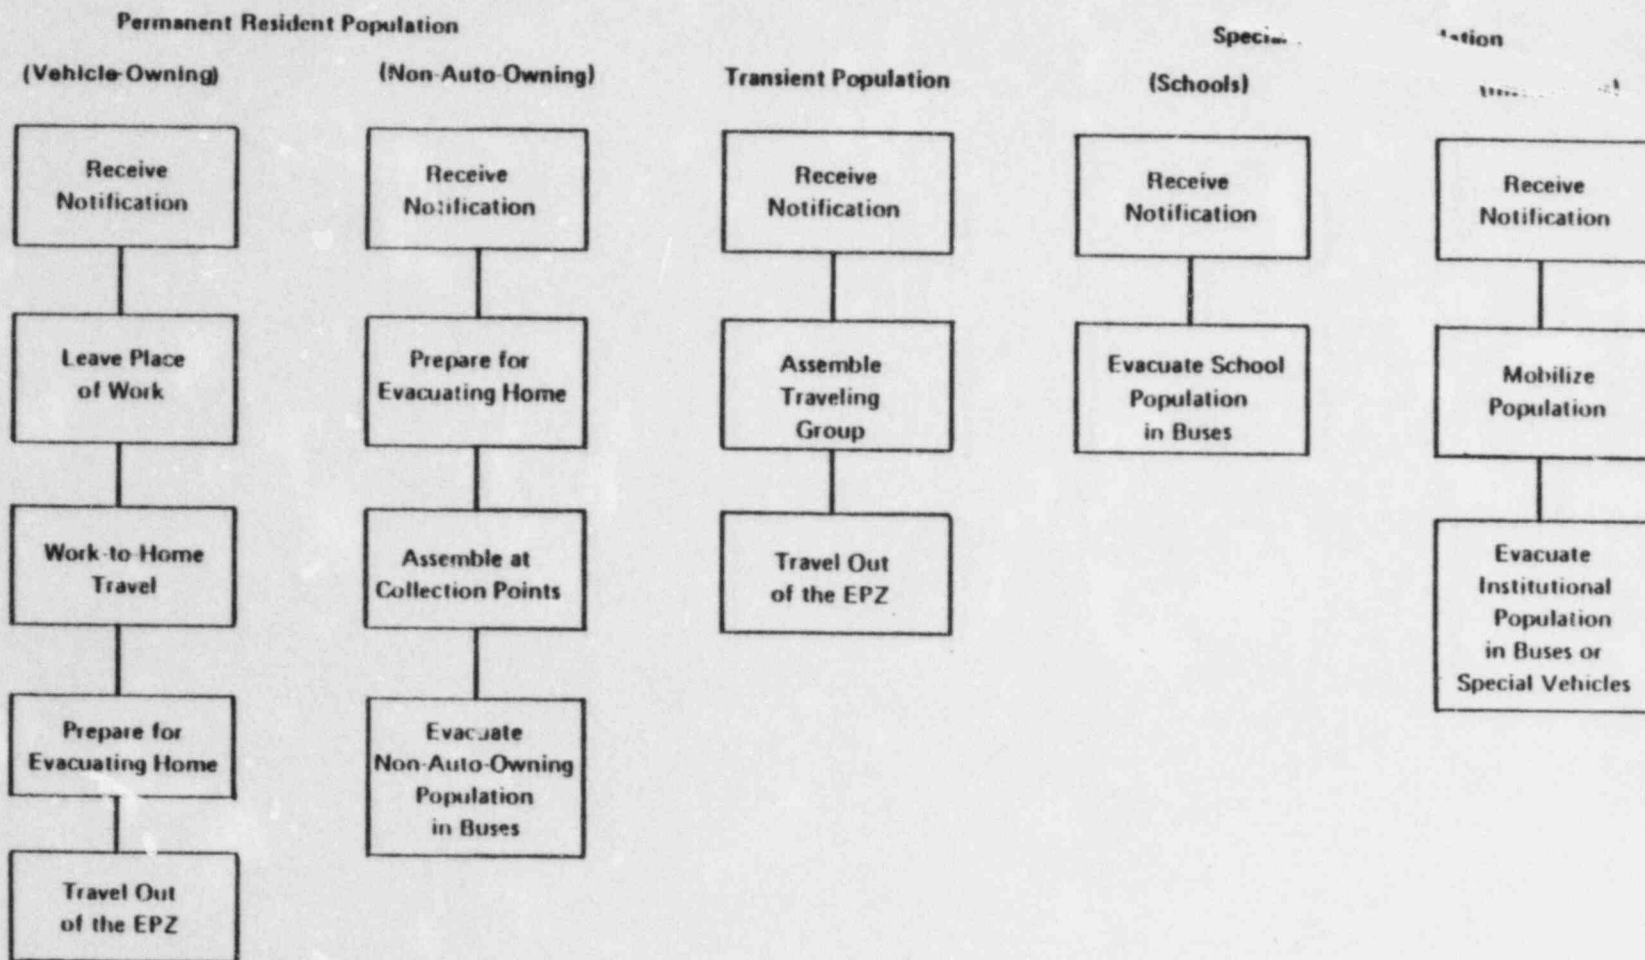 Permanent Resident Population
(Vehicle-Owning)
(Non-Auto-Owning)
Transient Population
(Schools)
Receive
Notification
Leave Place
of Work
Work-to-Home
Travel
Prepare for
Evacuating Home
Travel Out
of the EPZ
Receive
Notification
Prepare for
Evacuating Home
Assemble at
Collection Points
Evacuate
Non-Auto-Owning
Population
in Buses
Receive
Notification
Assemble
Traveling
Group
Travel Out
of the EPZ
Receive
Notification
Evacuate School
Population
in Buses
Receive
Notification
Mobilize
Population
Evacuate
Institutional
Population
in Buses or
Special Vehicles